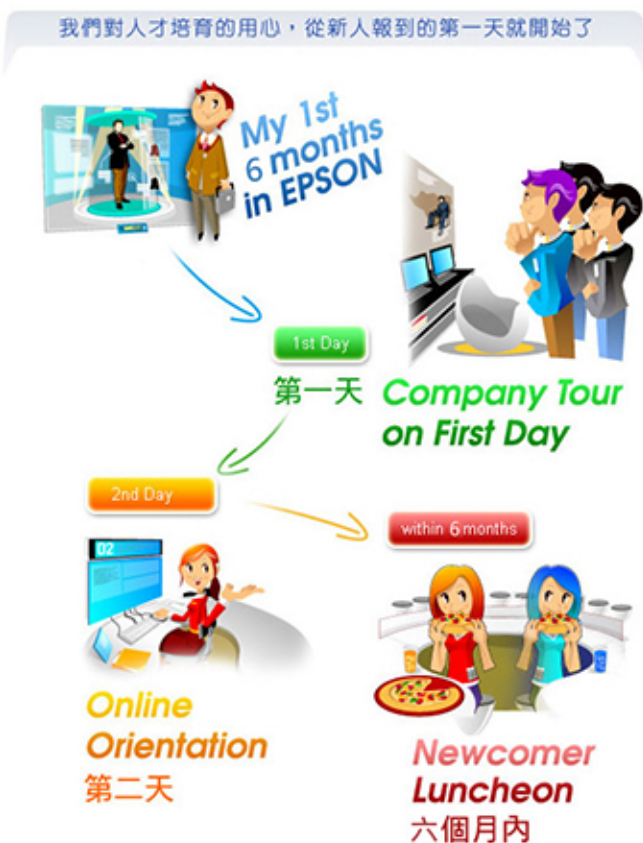 我們對人才培育的用心，從新人報到的第一天就開始了
My 1st
6 months
in EPSON
1st Day
第一天
Company Tour
on First Day
2nd Day
02
Online
Orientation
第二天
within 6 months
Newcomer
Luncheon
六個月內